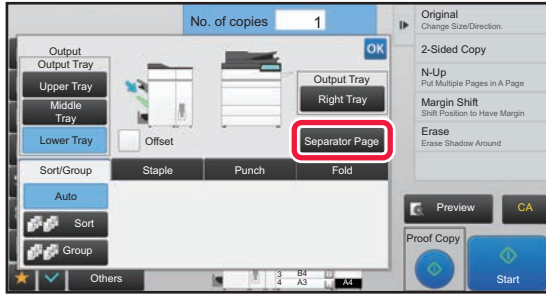 No. of copies
1
Output
OK
Output Tray
Upper Tray
Middle
Tray
Lower Tray
Offset
Output Tray
Right Tray
Separator Page
Sort/Group
Staple
Punch
Fold
Auto
Sort
Group
Others
3 B4
4 A3
A4
Original
Change Size/Direction.
2-Sided Copy
N-Up
Put Multiple Pages in A Page
Margin Shift
Shift Position to Have Margin
Erase
Erase Shadow Around
Preview
CA
Proof Copy
Start